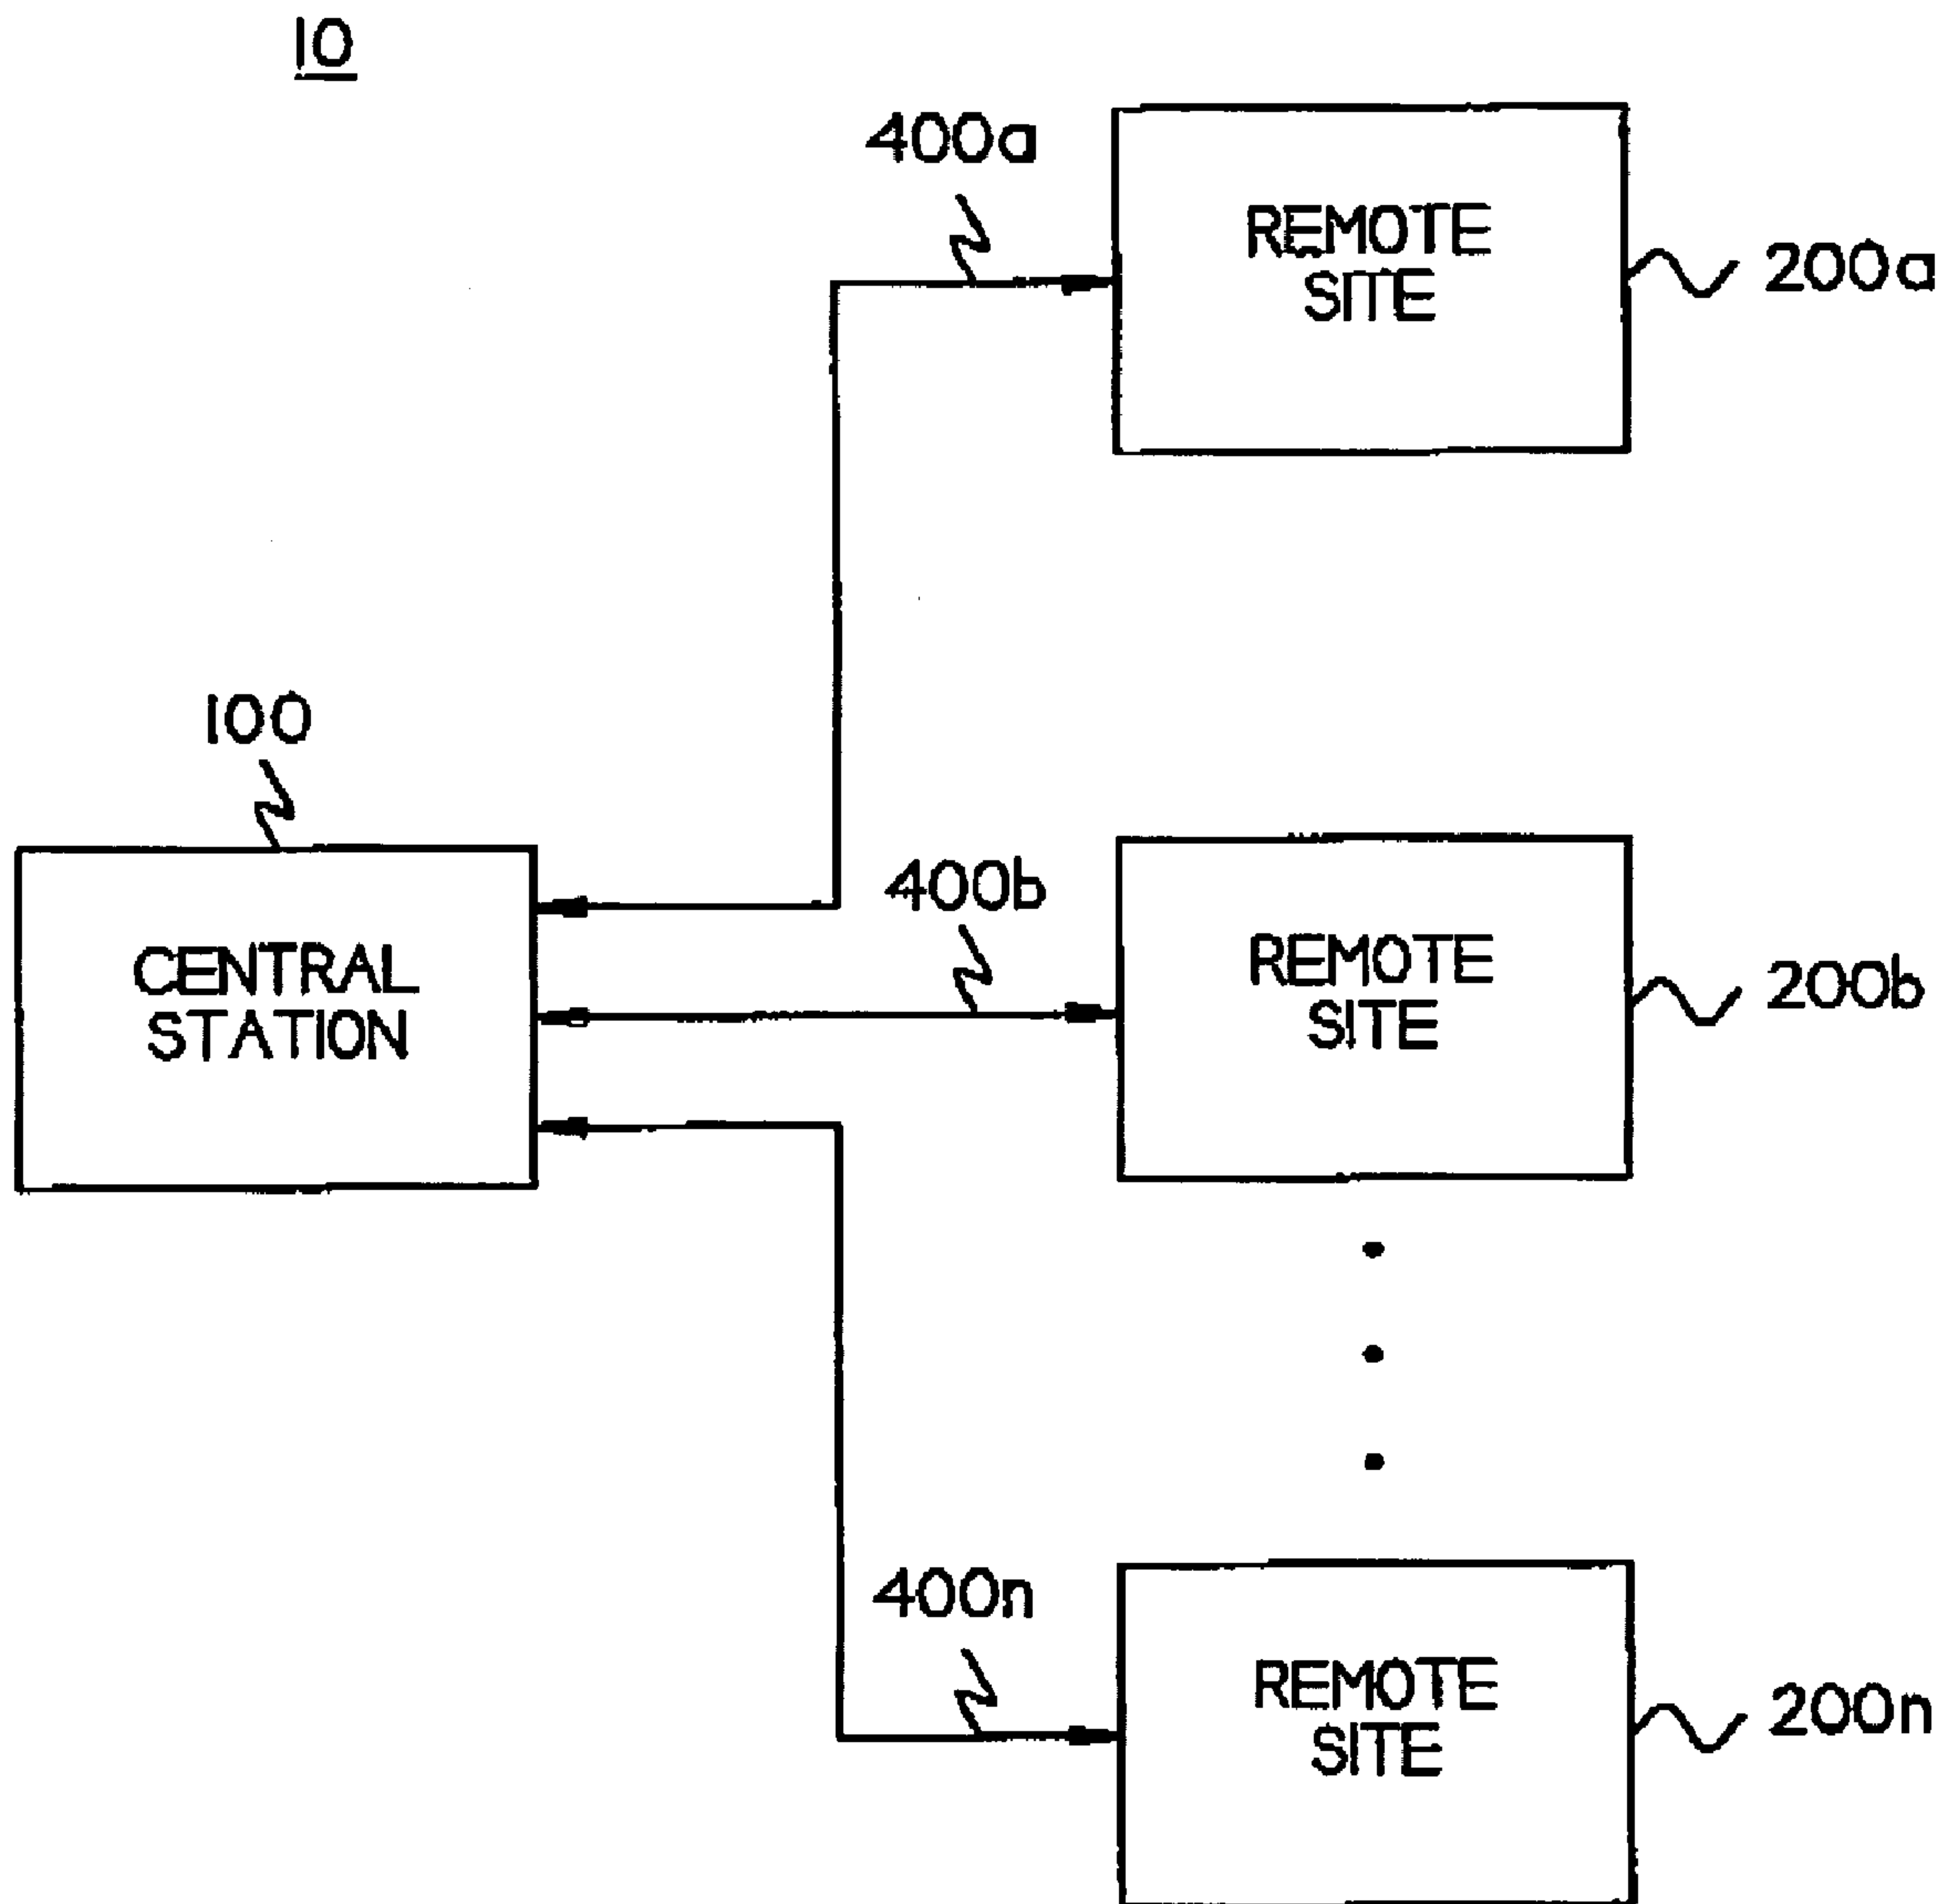 10
400a
REMOTE
SITE
200a
100
CENTRAL
STATION
400b
REMOTE
SITE
200b
400n
REMOTE
SITE
200n